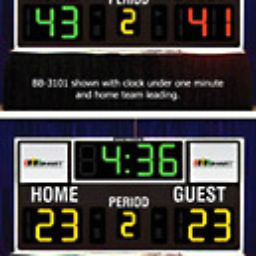 PERIOD
43 2 41
BB-3101 shown with clock under one minute
and home team leading.
4:36
HOME GUEST
PERIOD
23 2 23